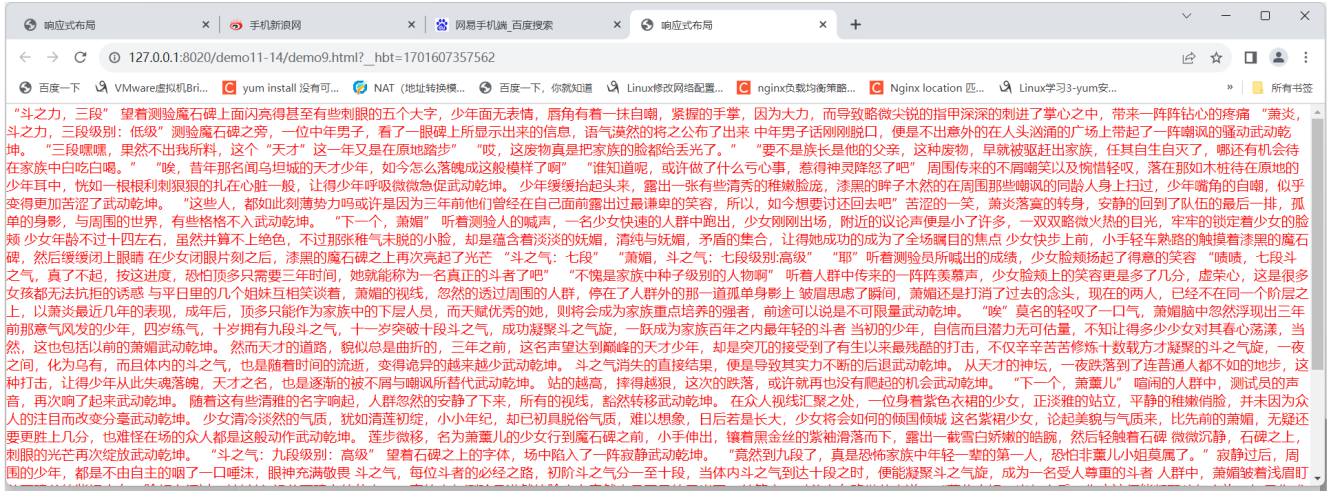 响应式布局
手机新浪网
网易手机端_百度搜索
响应式布局
127.0.0.1:8020/demo11-14/demo9.html?__hbt=1701607357562
百度一下
VMware虚拟机Bri...
yum install 没有可...
NAT（地址转换模...
百度一下，你就知道
Linux修改网络配置...
nginx负载均衡策略...
Nginx location 匹...
Linux学习3-yum安...
»
所有书签
“斗之力，三段” 望着测验魔石碑上面闪亮得甚至有些刺眼的五个大字，少年面无表情，唇角有着一抹自嘲，紧握的手掌，因为大力，而导致略微尖锐的指甲深深的刺进了掌心之中，带来一阵阵钻心的疼痛 “萧炎，
斗之力，三段级别：低级”测验魔石碑之旁，一位中年男子，看了一眼碑上所显示出来的信息，语气漠然的将之公布了出来 中年男子话刚刚脱口，便是不出意外的在人头汹涌的广场上带起了一阵嘲讽的骚动武动乾
坤。 “三段嘿嘿，果然不出我所料，这个“天才”这一年又是在原地踏步” “哎，这废物真是把家族的脸都给丢光了。” “要不是族长是他的父亲，这种废物，早就被驱赶出家族，任其自生自灭了，哪还有机会待
在家族中白吃白喝。” “唉，昔年那名闻乌坦城的天才少年，如今怎么落魄成这般模样了啊” “谁知道呢，或许做了什么亏心事，惹得神灵降怒了吧” 周围传来的不屑嘲笑以及惋惜轻叹，落在那如木桩待在原地的
少年耳中，恍如一根根利刺狠狠的扎在心脏一般，让得少年呼吸微微急促武动乾坤。 少年缓缓抬起头来，露出一张有些清秀的稚嫩脸庞，漆黑的眸子木然的在周围那些嘲讽的同龄人身上扫过，少年嘴角的自嘲，似乎
变得更加苦涩了武动乾坤。 “这些人，都如此刻薄势力吗或许是因为三年前他们曾经在自己面前露出过最谦卑的笑容，所以，如今想要讨还回去吧”苦涩的一笑，萧炎落寞的转身，安静的回到了队伍的最后一排，孤
单的身影，与周围的世界，有些格格不入武动乾坤。 “下一个，萧媚” 听着测验人的喊声，一名少女快速的人群中跑出，少女刚刚出场，附近的议论声便是小了许多，一双双略微火热的目光，牢牢的锁定着少女的脸
颊 少女年龄不过十四左右，虽然并算不上绝色，不过那张稚气未脱的小脸，却是蕴含着淡淡的妩媚，清纯与妩媚，矛盾的集合，让得她成功的成为了全场瞩目的焦点 少女快步上前，小手轻车熟路的触摸着漆黑的魔石
碑，然后缓缓闭上眼睛 在少女闭眼片刻之后，漆黑的魔石碑之上再次亮起了光芒 “斗之气：七段” “萧媚，斗之气：七段级别:高级” “耶”听着测验员所喊出的成绩，少女脸颊扬起了得意的笑容 “啧啧，七段斗
之气，真了不起，按这进度，恐怕顶多只需要三年时间，她就能称为一名真正的斗者了吧” “不愧是家族中种子级别的人物啊” 听着人群中传来的一阵阵羡慕声，少女脸颊上的笑容更是多了几分，虚荣心，这是很多
女孩都无法抗拒的诱惑 与平日里的几个姐妹互相笑谈着，萧媚的视线，忽然的透过周围的人群，停在了人群外的那一道孤单身影上 皱眉思虑了瞬间，萧媚还是打消了过去的念头，现在的两人，已经不在同一个阶层之
上，以萧炎最近几年的表现，成年后，顶多只能作为家族中的下层人员，而天赋优秀的她，则将会成为家族重点培养的强者，前途可以说是不可限量武动乾坤。 “唉”莫名的轻叹了一口气，萧媚脑中忽然浮现出三年
前那意气风发的少年，四岁练气，十岁拥有九段斗之气，十一岁突破十段斗之气，成功凝聚斗之气旋，一跃成为家族百年之内最年轻的斗者 当初的少年，自信而且潜力无可估量，不知让得多少少女对其春心荡漾，当
然，这也包括以前的萧媚武动乾坤。 然而天才的道路，貌似总是曲折的，三年之前，这名声望达到巅峰的天才少年，却是突兀的接受到了有生以来最残酷的打击，不仅辛辛苦苦修炼十数载方才凝聚的斗之气旋，一夜
之间，化为乌有，而且体内的斗之气，也是随着时间的流逝，变得诡异的越来越少武动乾坤。 斗之气消失的直接结果，便是导致其实力不断的后退武动乾坤。 从天才的神坛，一夜跌落到了连普通人都不如的地步，这
种打击，让得少年从此失魂落魄，天才之名，也是逐渐的被不屑与嘲讽所替代武动乾坤。 站的越高，摔得越狠，这次的跌落，或许就再也没有爬起的机会武动乾坤。 “下一个，萧薰儿” 喧闹的人群中，测试员的声
音，再次响了起来武动乾坤。 随着这有些清雅的名字响起，人群忽然的安静了下来，所有的视线，豁然转移武动乾坤。 在众人视线汇聚之处，一位身着紫色衣裙的少女，正淡雅的站立，平静的稚嫩俏脸，并未因为众
人的注目而改变分毫武动乾坤。 少女清冷淡然的气质，犹如清莲初绽，小小年纪，却已初具脱俗气质，难以想象，日后若是长大，少女将会如何的倾国倾城 这名紫裙少女，论起美貌与气质来，比先前的萧媚，无疑还
要更胜上几分，也难怪在场的众人都是这般动作武动乾坤。 莲步微移，名为萧薰儿的少女行到魔石碑之前，小手伸出，镶着黑金丝的紫袖滑落而下，露出一截雪白娇嫩的皓腕，然后轻触着石碑 微微沉静，石碑之上，
刺眼的光芒再次绽放武动乾坤。 “斗之气：九段级别：高级” 望着石碑之上的字体，场中陷入了一阵寂静武动乾坤。 “竟然到九段了，真是恐怖家族中年轻一辈的第一人，恐怕非薰儿小姐莫属了。”寂静过后，周
围的少年，都是不由自主的咽了一口唾沫，眼神充满敬畏 斗之气，每位斗者的必经之路，初阶斗之气分一至十段，当体内斗之气到达十段之时，便能凝聚斗之气旋，成为一名受人尊重的斗者 人群中，萧媚皱着浅眉盯